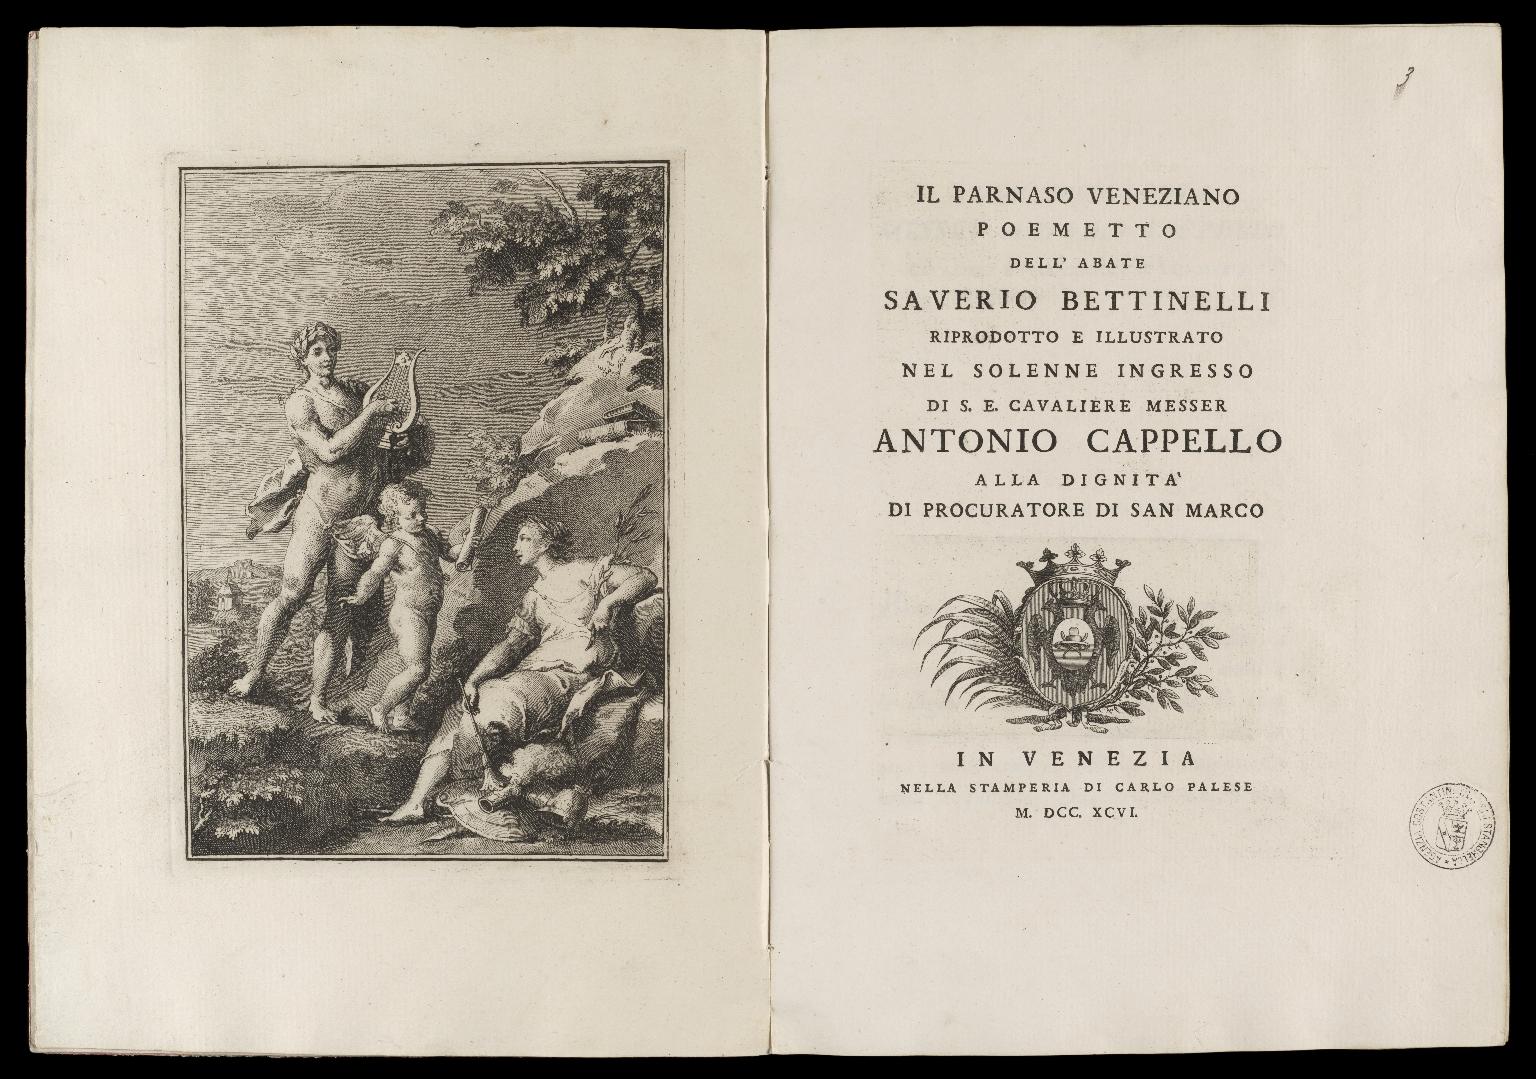 3
IL PARNASO VENEZIANO
POEMETTO
DELL' ABATE
SAVERIO BETTINELLI
RIPRODOTTO E ILLUSTRATO
NEL SOLENNE INGRESSO
DI S. E. CAVALIERE MESSER
ANTONIO CAPPELLO
ALLA DIGNITA'
DI PROCURATORE DI SAN MARCO
IN VENEZIA
NELLA STAMPERIA DI CARLO PALESE
M. DCC. XCVI.